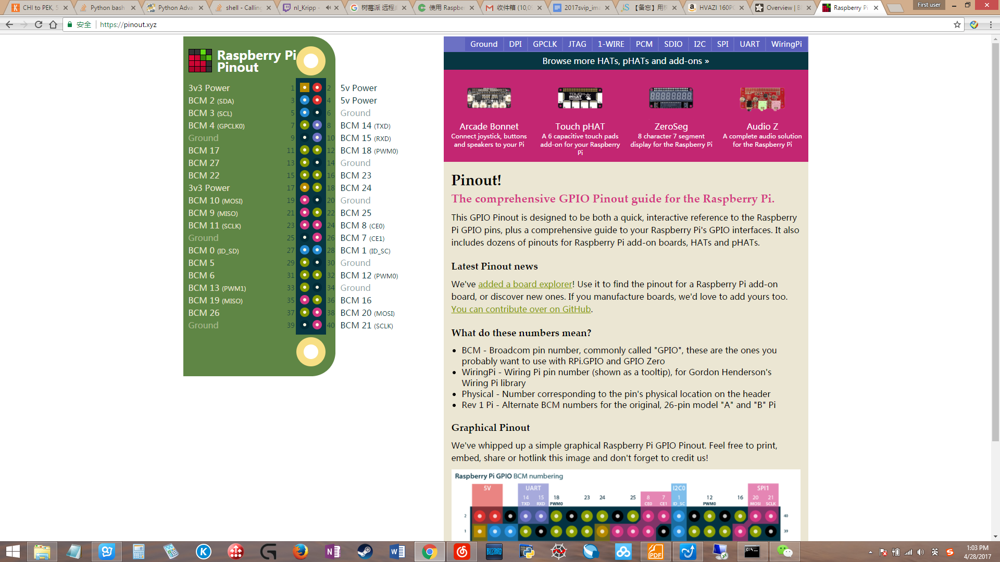 CHI to PEK, 5
Python bash
Python Adva
shell - Calling
nl_Kripp -
树莓派 远程桌
使用 Raspber
收件箱 (10,09
2017svip_ima
【备忘】用树
HVAZI 160PC
Overview | B
Raspberry Pi
First user
安全
https://pinout.xyz
Raspberry Pi
Pinout
3v3 Power 1 2 5v Power
BCM 2 (SDA) 3 4 5v Power
BCM 3 (SCL) 5 6 Ground
BCM 4 (GPCLK0) 7 8 BCM 14 (TXD)
Ground 9 10 BCM 15 (RXD)
BCM 17 11 12 BCM 18 (PWM0)
BCM 27 13 14 Ground
BCM 22 15 16 BCM 23
3v3 Power 17 18 BCM 24
BCM 10 (MOSI) 19 20 Ground
BCM 9 (MISO) 21 22 BCM 25
BCM 11 (SCLK) 23 24 BCM 8 (CE0)
Ground 25 26 BCM 7 (CE1)
BCM 0 (ID_SD) 27 28 BCM 1 (ID_SC)
BCM 5 29 30 Ground
BCM 6 31 32 BCM 12 (PWM0)
BCM 13 (PWM1) 33 34 Ground
BCM 19 (MISO) 35 36 BCM 16
BCM 26 37 38 BCM 20 (MOSI)
Ground 39 40 BCM 21 (SCLK)
Ground DPI GPCLK JTAG 1-WIRE PCM SDIO I2C SPI UART WiringPi
Browse more HATs, pHATs and add-ons »
TOUCH
PHAT
Arcade Bonnet
Connect joystick, buttons
and speakers to your Pi
Touch pHAT
A 6 capacitive touch pads
add-on for your Raspberry
Pi
ZeroSeg
8 character 7 segment
display for the Raspberry Pi
Audio Z
A complete audio solution
for the Raspberry Pi
Pinout!
The comprehensive GPIO Pinout guide for the Raspberry Pi.
This GPIO Pinout is designed to be both a quick, interactive reference to the Raspberry
Pi GPIO pins, plus a comprehensive guide to your Raspberry Pi's GPIO interfaces. It also
includes dozens of pinouts for Raspberry Pi add-on boards, HATs and pHATs.
Latest Pinout news
We've added a board explorer! Use it to find the pinout for a Raspberry Pi add-on
board, or discover new ones. If you manufacture boards, we'd love to add yours too.
You can contribute over on GitHub.
What do these numbers mean?
• BCM - Broadcom pin number, commonly called "GPIO", these are the ones you
probably want to use with RPi.GPIO and GPIO Zero
• WiringPi - Wiring Pi pin number (shown as a tooltip), for Gordon Henderson's
Wiring Pi library
• Physical - Number corresponding to the pin's physical location on the header
• Rev 1 Pi - Alternate BCM numbers for the original, 26-pin model "A" and "B" Pi
Graphical Pinout
We've whipped up a simple graphical Raspberry Pi GPIO Pinout. Feel free to print,
embed, share or hotlink this image and don't forget to credit us!
Raspberry Pi GPIO BCM numbering
5V UART I2C0 SPI1
14 15 18 23 24 25 8 7 1 12 16 20 21
TXD RXD PWM0 CE0 CE1 ID_SC PWM0 MOSI SCLK
2 40
1 39
BLIZZARD
PDF
C:\_
英
1:03 PM
4/28/2017